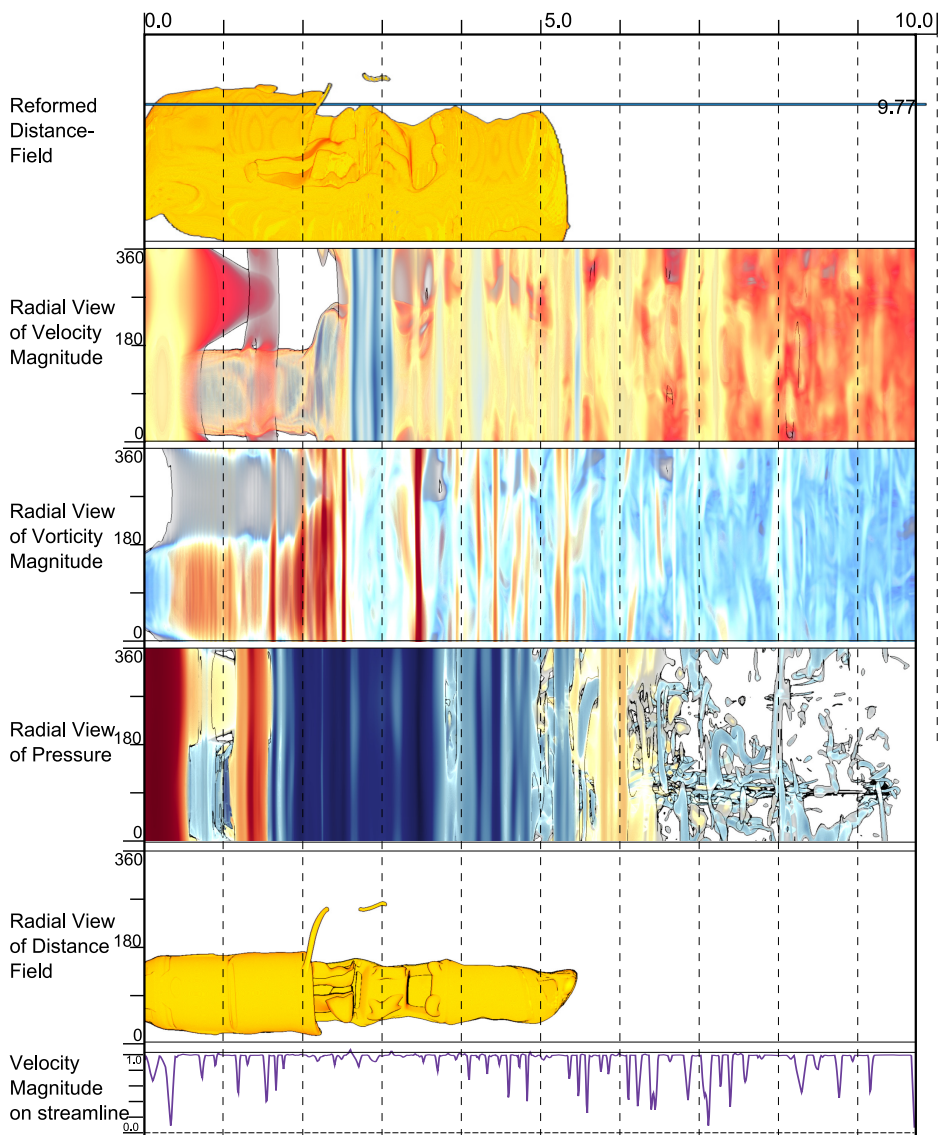 0.0 5.0 10.0
Reformed
Distance-
Field
9.77
360
Radial View
of Velocity
Magnitude
180
0
360
Radial View
of Vorticity
Magnitude
180
0
360
Radial View
of Pressure
180
0
360
Radial View
of Distance
Field
180
0
Velocity
Magnitude
on streamline
1.0
0.0